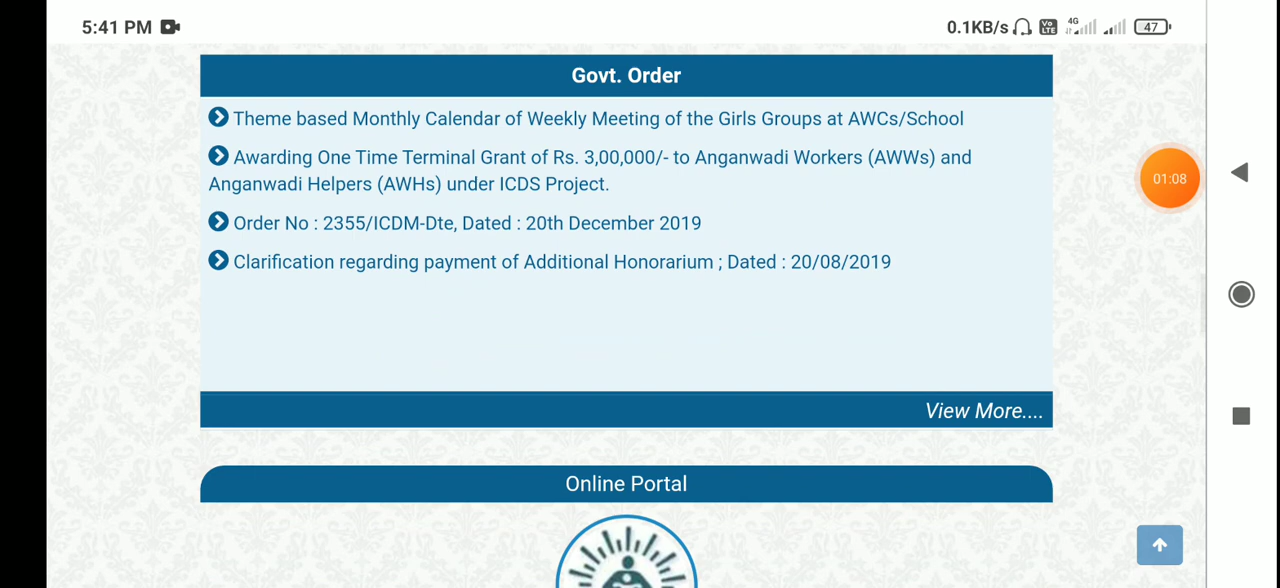 5:41 PM
0.1KB/s
Vo LTE
4G
47
Govt. Order
Theme based Monthly Calendar of Weekly Meeting of the Girls Groups at AWCs/School
Awarding One Time Terminal Grant of Rs. 3,00,000/- to Anganwadi Workers (AWWs) and
Anganwadi Helpers (AWHs) under ICDS Project.
Order No : 2355/ICDM-Dte, Dated : 20th December 2019
Clarification regarding payment of Additional Honorarium ; Dated : 20/08/2019
01:08
View More....
Online Portal